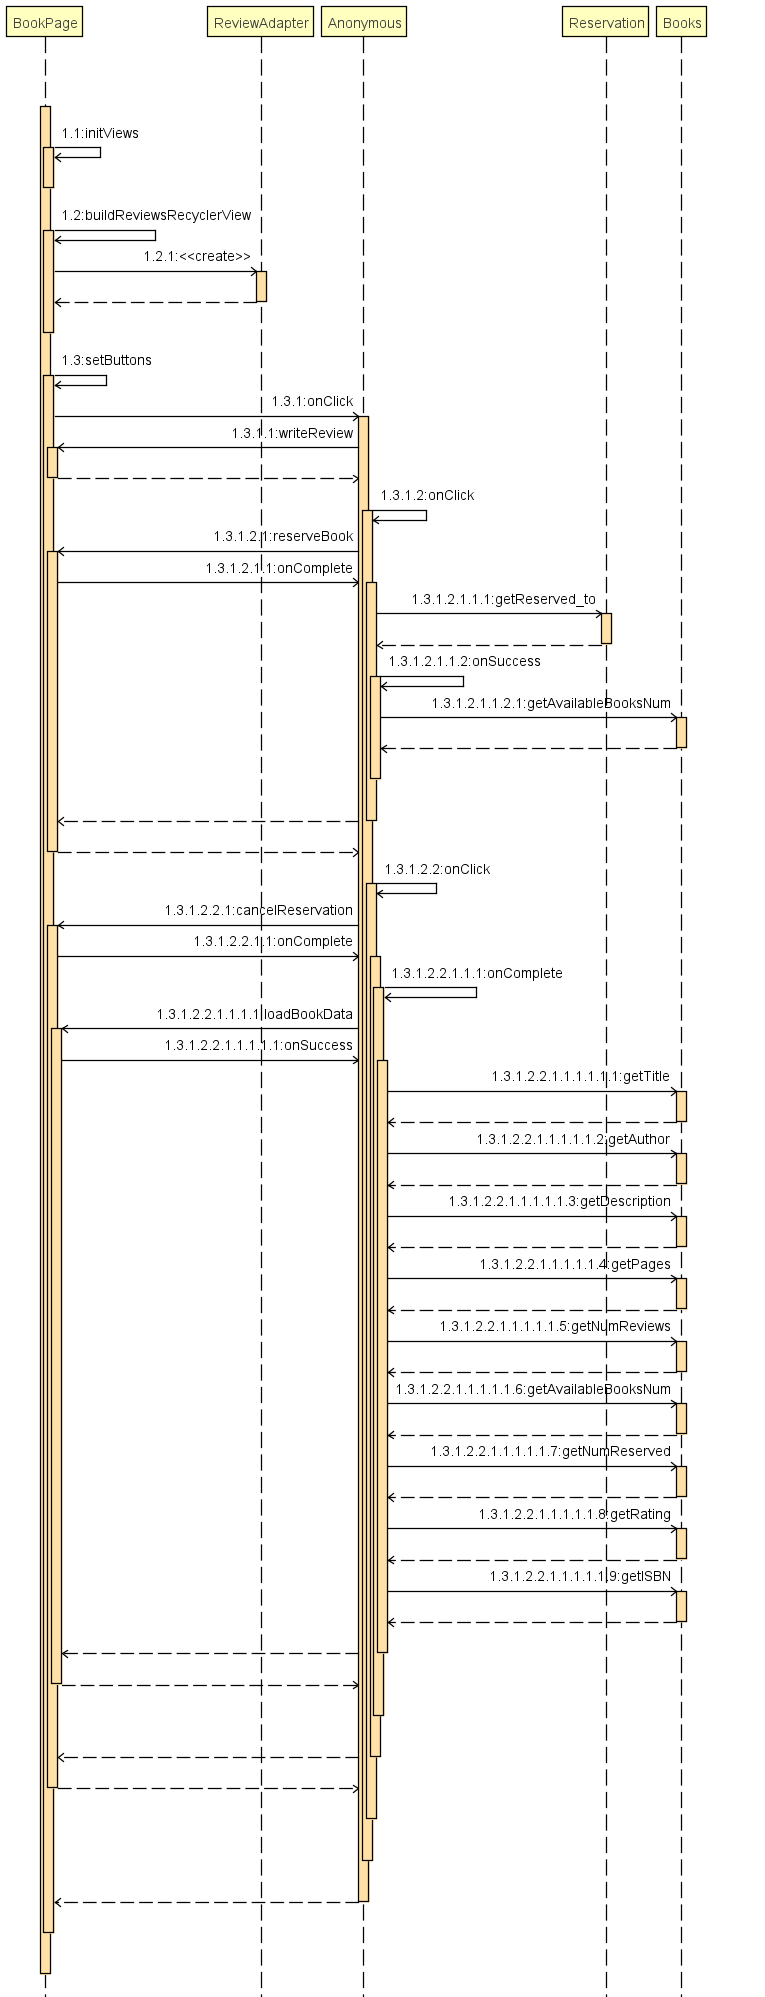 BookPage ReviewAdapter Anonymous Reservation Books
1.1:initViews
1.2:buildReviewsRecyclerView
1.2.1:<<create>>
1.3:setButtons
1.3.1:onClick
1.3.1.1:writeReview
1.3.1.2:onClick
1.3.1.2.1:reserveBook
1.3.1.2.1.1:onComplete
1.3.1.2.1.1.1:getReserved_to
1.3.1.2.1.1.2:onSuccess
1.3.1.2.1.1.2.1:getAvailableBooksNum
1.3.1.2.2:onClick
1.3.1.2.2.1:cancelReservation
1.3.1.2.2.1.1:onComplete
1.3.1.2.2.1.1.1:onComplete
1.3.1.2.2.1.1.1.1:loadBookData
1.3.1.2.2.1.1.1.1.1:onSuccess
1.3.1.2.2.1.1.1.1.1.1:getTitle
1.3.1.2.2.1.1.1.1.1.2:getAuthor
1.3.1.2.2.1.1.1.1.1.3:getDescription
1.3.1.2.2.1.1.1.1.1.4:getPages
1.3.1.2.2.1.1.1.1.1.5:getNumReviews
1.3.1.2.2.1.1.1.1.1.6:getAvailableBooksNum
1.3.1.2.2.1.1.1.1.1.7:getNumReserved
1.3.1.2.2.1.1.1.1.1.8:getRating
1.3.1.2.2.1.1.1.1.1.9:getISBN